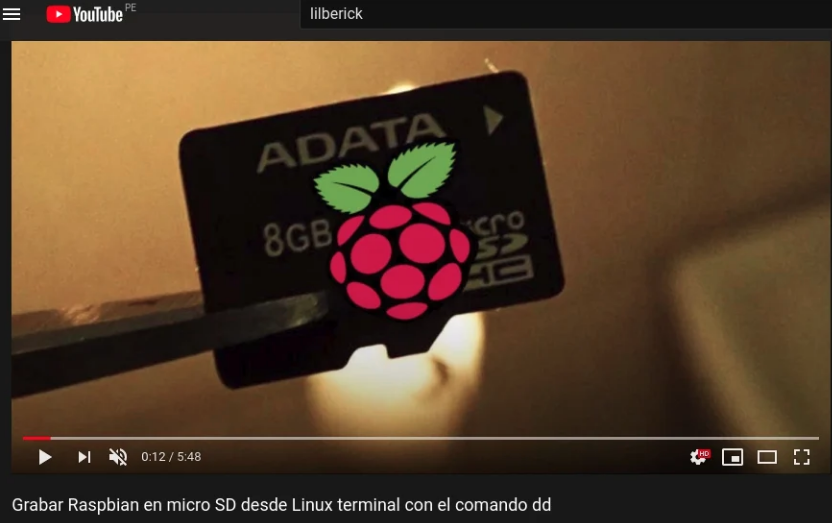 YouTube PE
lilberick
ADATA
8GB
micro
SD
HC
0:12 / 5:48
HD
Grabar Raspbian en micro SD desde Linux terminal con el comando dd